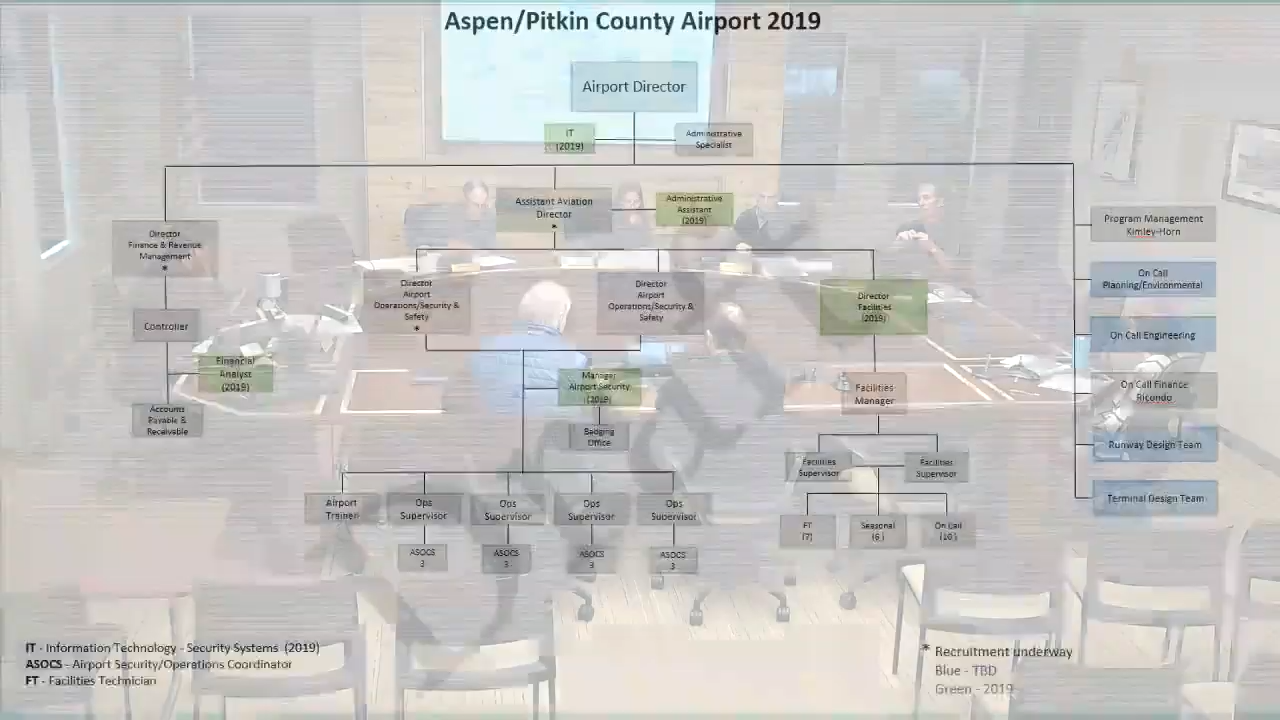 Aspen/Pitkin County Airport 2019
Airport Director
IT
(2019)
Administrative
Specialist
Assistant Aviation
Director
*
Administrative
Assistant
(2019)
Director
Finance & Revenue
Management
*
Controller
Financial
Analyst
(2019)
Accounts
Payable &
Receivable
Director
Airport
Operations/Security &
Safety
*
Director
Airport
Operations/Security &
Safety
Director
Facilities
(2019)
Manager
Airport Security
(2019)
Badging
Office
Facilities
Manager
Facilities
Supervisor
Facilities
Supervisor
Airport
Trainer
Ops
Supervisor
Ops
Supervisor
Ops
Supervisor
Ops
Supervisor
ASOCS
3
ASOCS
3
ASOCS
3
ASOCS
3
FT
(7)
Seasonal
(6)
On Call
(10)
Program Management
Kimley-Horn
On Call
Planning/Environmental
On Call Engineering
On Call Finance
Ricondo
Runway Design Team
Terminal Design Team
IT - Information Technology - Security Systems (2019)
ASOCS - Airport Security/Operations Coordinator
FT - Facilities Technician
* Recruitment underway
Blue - TBD
Green - 2019